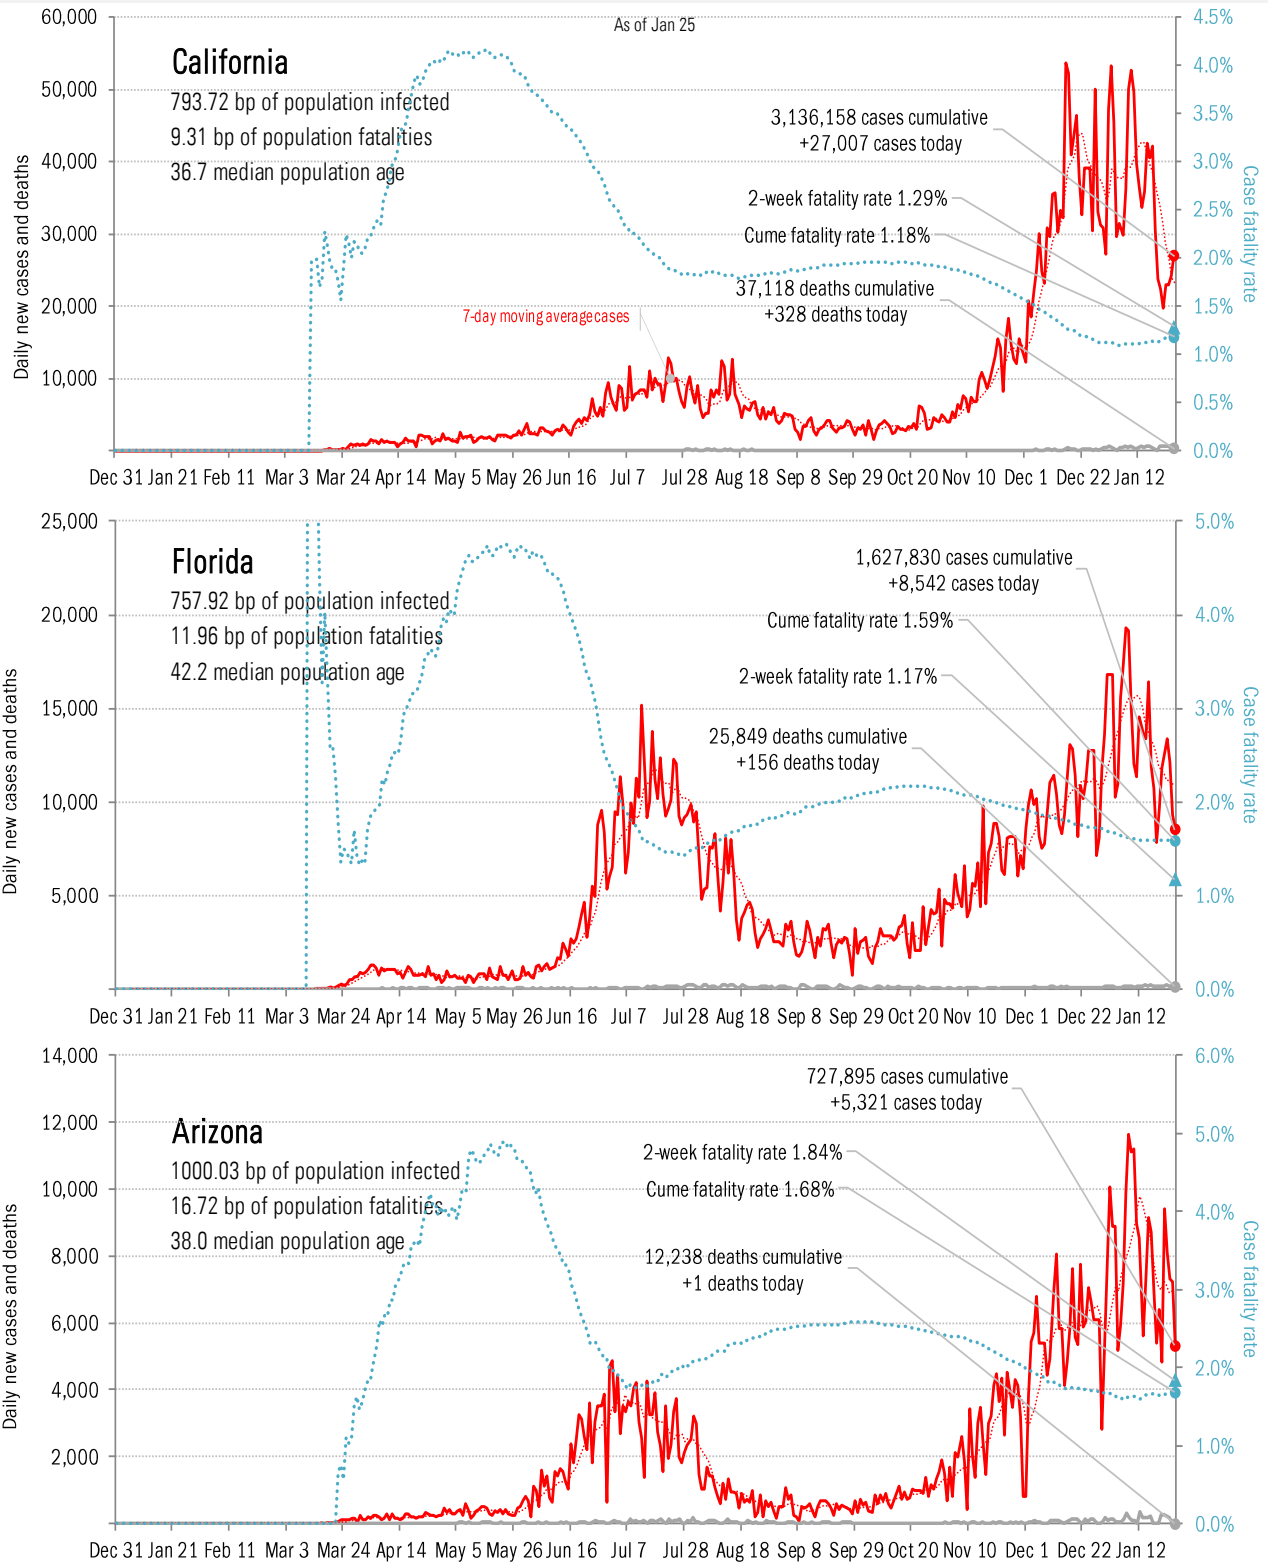 As of Jan 25
California
793.72 bp of population infected
9.31 bp of population fatalities
36.7 median population age
3,136,158 cases cumulative
+27,007 cases today
2-week fatality rate 1.29%
Cume fatality rate 1.18%
37,118 deaths cumulative
+328 deaths today
7-day moving average cases
Daily new cases and deaths
60,000
50,000
40,000
30,000
20,000
10,000
4.5%
4.0%
3.5%
3.0%
2.5%
2.0%
1.5%
1.0%
0.5%
0.0%
Case fatality rate
Dec 31 Jan 21 Feb 11 Mar 3 Mar 24 Apr 14 May 5 May 26 Jun 16 Jul 7 Jul 28 Aug 18 Sep 8 Sep 29 Oct 20 Nov 10 Dec 1 Dec 22 Jan 12
Florida
757.92 bp of population infected
11.96 bp of population fatalities
42.2 median population age
1,627,830 cases cumulative
+8,542 cases today
Cume fatality rate 1.59%
2-week fatality rate 1.17%
25,849 deaths cumulative
+156 deaths today
Daily new cases and deaths
25,000
20,000
15,000
10,000
5,000
5.0%
4.0%
3.0%
2.0%
1.0%
0.0%
Case fatality rate
Dec 31 Jan 21 Feb 11 Mar 3 Mar 24 Apr 14 May 5 May 26 Jun 16 Jul 7 Jul 28 Aug 18 Sep 8 Sep 29 Oct 20 Nov 10 Dec 1 Dec 22 Jan 12
Arizona
1000.03 bp of population infected
16.72 bp of population fatalities
38.0 median population age
727,895 cases cumulative
+5,321 cases today
2-week fatality rate 1.84%
Cume fatality rate 1.68%
12,238 deaths cumulative
+1 deaths today
Daily new cases and deaths
14,000
12,000
10,000
8,000
6,000
4,000
2,000
6.0%
5.0%
4.0%
3.0%
2.0%
1.0%
0.0%
Case fatality rate
Dec 31 Jan 21 Feb 11 Mar 3 Mar 24 Apr 14 May 5 May 26 Jun 16 Jul 7 Jul 28 Aug 18 Sep 8 Sep 29 Oct 20 Nov 10 Dec 1 Dec 22 Jan 12